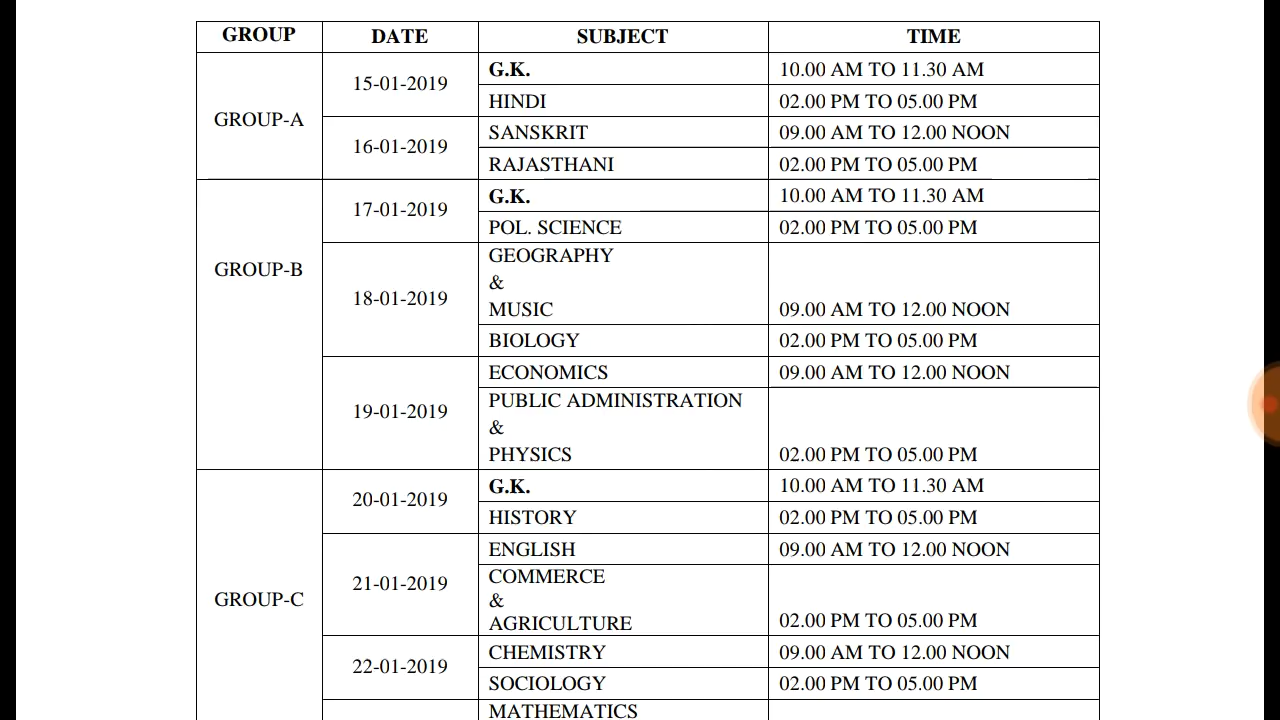 GROUP DATE SUBJECT TIME
GROUP-A 15-01-2019 G.K. 10.00 AM TO 11.30 AM
HINDI 02.00 PM TO 05.00 PM
16-01-2019 SANSKRIT 09.00 AM TO 12.00 NOON
RAJASTHANI 02.00 PM TO 05.00 PM
GROUP-B 17-01-2019 G.K. 10.00 AM TO 11.30 AM
POL. SCIENCE 02.00 PM TO 05.00 PM
18-01-2019 GEOGRAPHY
&
MUSIC 09.00 AM TO 12.00 NOON
BIOLOGY 02.00 PM TO 05.00 PM
19-01-2019 ECONOMICS 09.00 AM TO 12.00 NOON
PUBLIC ADMINISTRATION
&
PHYSICS 02.00 PM TO 05.00 PM
GROUP-C 20-01-2019 G.K. 10.00 AM TO 11.30 AM
HISTORY 02.00 PM TO 05.00 PM
21-01-2019 ENGLISH 09.00 AM TO 12.00 NOON
COMMERCE
&
AGRICULTURE 02.00 PM TO 05.00 PM
22-01-2019 CHEMISTRY 09.00 AM TO 12.00 NOON
SOCIOLOGY 02.00 PM TO 05.00 PM
MATHEMATICS